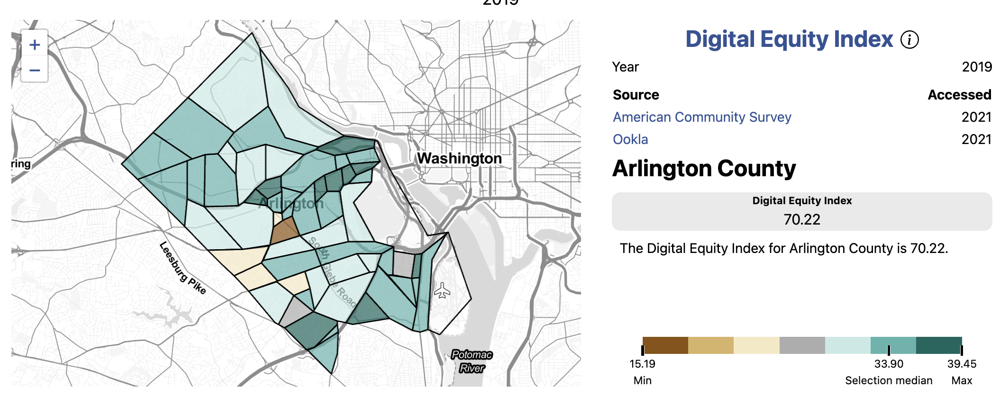 2019
+
−
ring
Washington
Arlington
South Glebe Road
Leesburg Pike
Potomac
River
Digital Equity Index i
Year 2019
Source Accessed
American Community Survey 2021
Ookla 2021
Arlington County
Digital Equity Index
70.22
The Digital Equity Index for Arlington County is 70.22.
15.19 33.90 39.45
Min Selection median Max